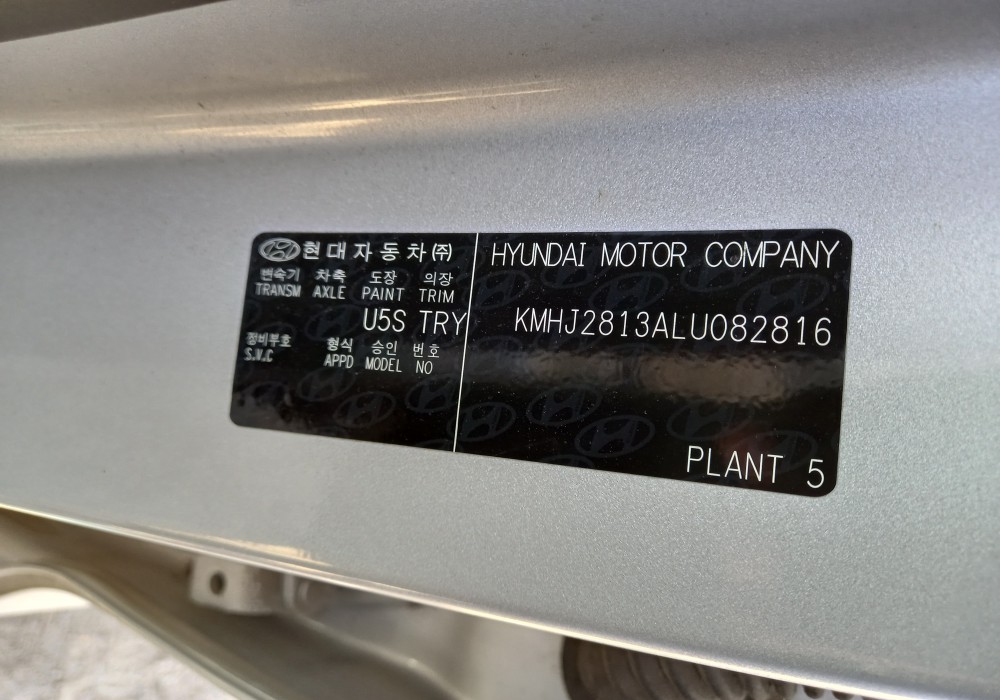 현대자동차(주)
변속기 차축 도장 의장
TRANSM AXLE PAINT TRIM
U5S TRY
정비부호 형식 승인 번호
S.V.C APPD MODEL NO
HYUNDAI MOTOR COMPANY
KMHJ2813ALU082816
PLANT 5